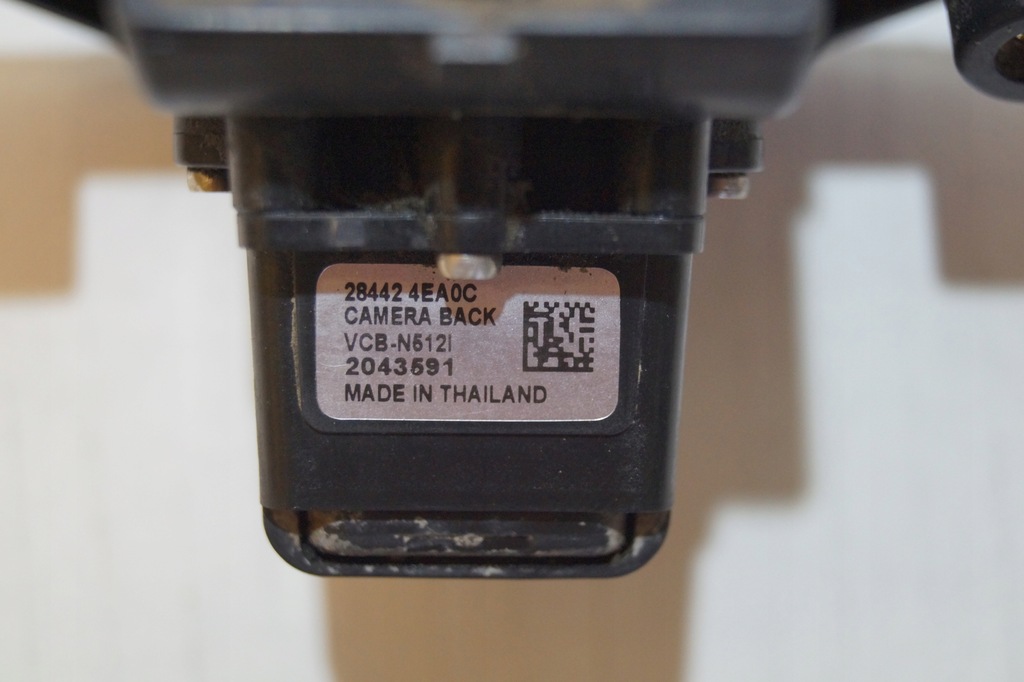 28442 4EA0C
CAMERA BACK
VCB-N512I
2043591
MADE IN THAILAND